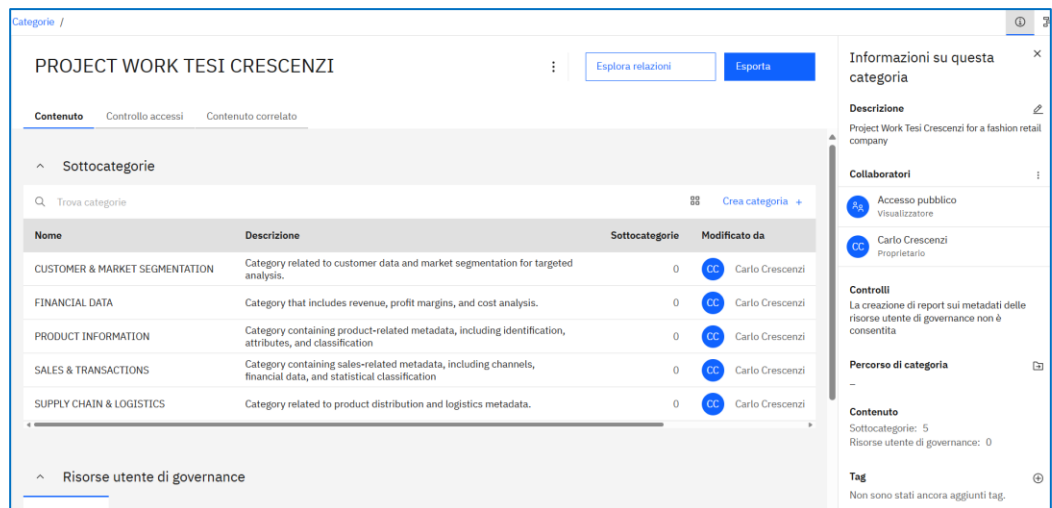 Categorie /
PROJECT WORK TESI CRESCENZI
Esplora relazioni
Esporta
Contenuto Controllo accessi Contenuto correlato
Sottocategorie
Trova categorie
Crea categoria +
Nome Descrizione Sottocategorie Modificato da
CUSTOMER & MARKET SEGMENTATION
Category related to customer data and market segmentation for targeted
analysis.
0 CC Carlo Crescenzi
FINANCIAL DATA
Category that includes revenue, profit margins, and cost analysis.
0 CC Carlo Crescenzi
PRODUCT INFORMATION
Category containing product-related metadata, including identification,
attributes, and classification
0 CC Carlo Crescenzi
SALES & TRANSACTIONS
Category containing sales-related metadata, including channels,
financial data, and statistical classification
0 CC Carlo Crescenzi
SUPPLY CHAIN & LOGISTICS
Category related to product distribution and logistics metadata.
0 CC Carlo Crescenzi
Risorse utente di governance
Informazioni su questa
categoria
Descrizione
Project Work Tesi Crescenzi for a fashion retail
company
Collaboratori
Accesso pubblico
Visualizzatore
CC Carlo Crescenzi
Proprietario
Controlli
La creazione di report sui metadati delle
risorse utente di governance non è
consentita
Percorso di categoria
–
Contenuto
Sottocategorie: 5
Risorse utente di governance: 0
Tag
Non sono stati ancora aggiunti tag.